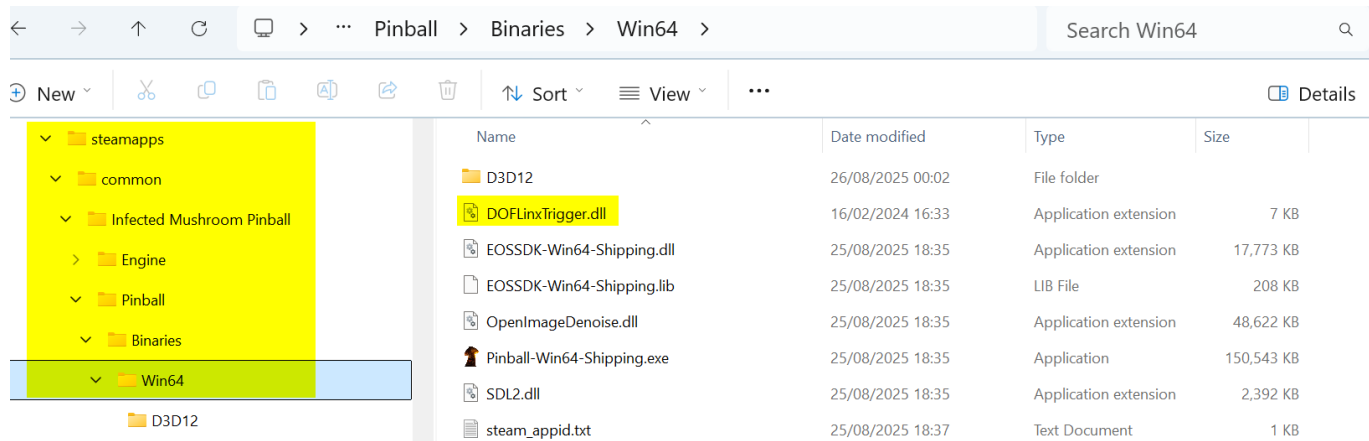 Pinball > Binaries > Win64 >
Search Win64
New Sort View Details
steamapps
common
Infected Mushroom Pinball
Engine
Pinball
Binaries
Win64
D3D12
Name Date modified Type Size
D3D12 26/08/2025 00:02 File folder
DOFLinxTrigger.dll 16/02/2024 16:33 Application extension 7 KB
EOSSDK-Win64-Shipping.dll 25/08/2025 18:35 Application extension 17,773 KB
EOSSDK-Win64-Shipping.lib 25/08/2025 18:35 LIB File 208 KB
OpenImageDenoise.dll 25/08/2025 18:35 Application extension 48,622 KB
Pinball-Win64-Shipping.exe 25/08/2025 18:35 Application 150,543 KB
SDL2.dll 25/08/2025 18:35 Application extension 2,392 KB
steam_appid.txt 25/08/2025 18:37 Text Document 1 KB